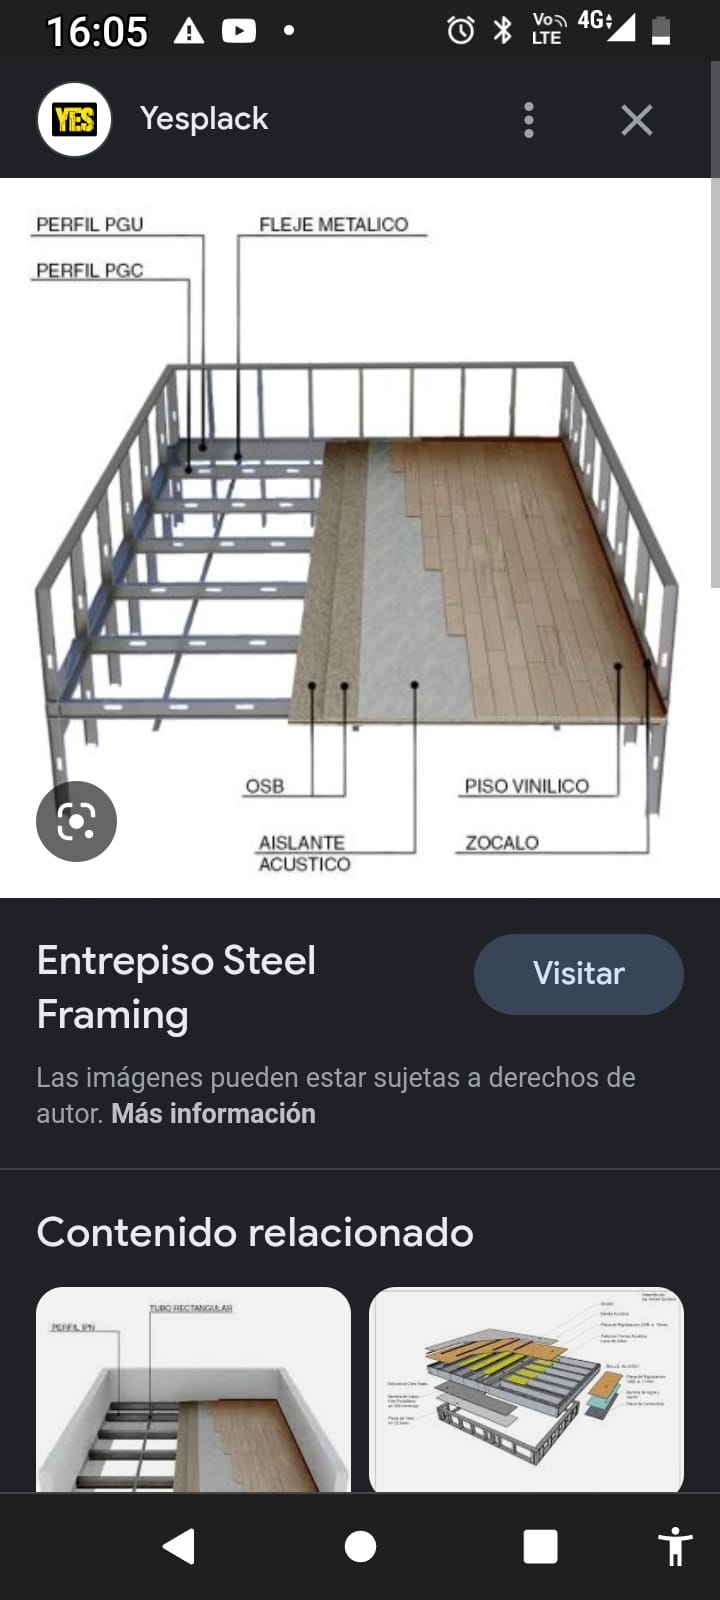 16:05
Vo
LTE
4G
YES
Yesplack
PERFIL PGU
FLEJE METALICO
PERFIL PGC
OSB
PISO VINILICO
AISLANTE
ACUSTICO
ZOCALO
Entrepiso Steel
Framing
Visitar
Las imágenes pueden estar sujetas a derechos de
autor. Más información
Contenido relacionado
TUBO RECTANGULAR
PERFIL IPN